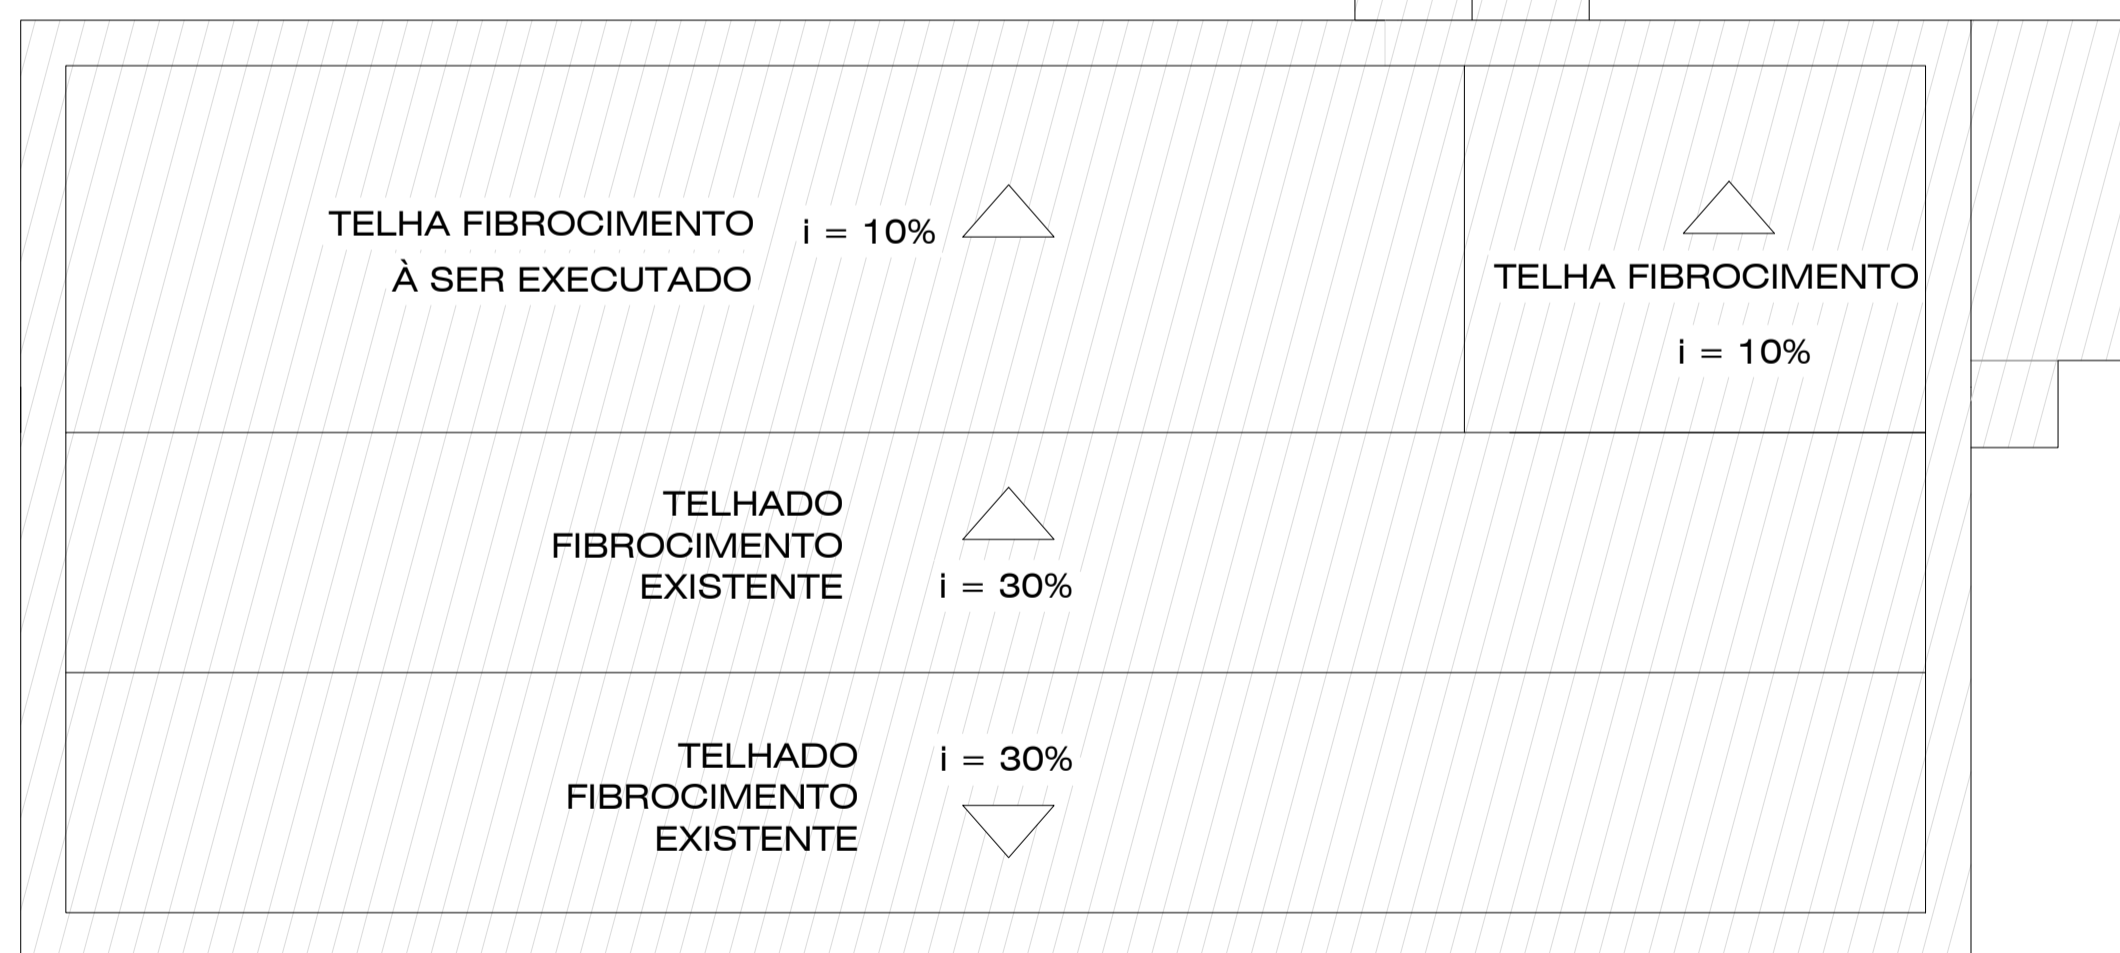 TELHA FIBROCIMENTO
À SER EXECUTADO
i = 10%
TELHA FIBROCIMENTO
i = 10%
TELHADO
FIBROCIMENTO
EXISTENTE
i = 30%
TELHADO
FIBROCIMENTO
EXISTENTE
i = 30%